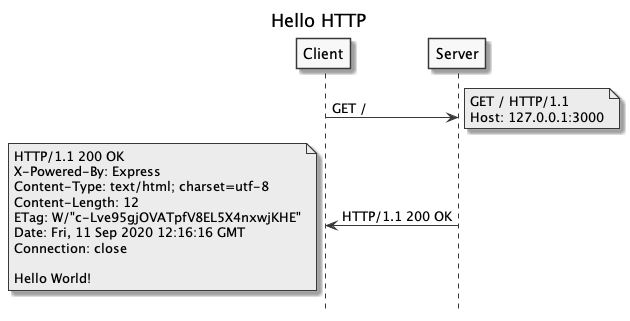 Hello HTTP
Client
Server
GET /
GET / HTTP/1.1
Host: 127.0.0.1:3000
HTTP/1.1 200 OK
X-Powered-By: Express
Content-Type: text/html; charset=utf-8
Content-Length: 12
ETag: W/"c-Lve95gjOVATpfV8EL5X4nxwjKHE"
Date: Fri, 11 Sep 2020 12:16:16 GMT
Connection: close
Hello World!
HTTP/1.1 200 OK